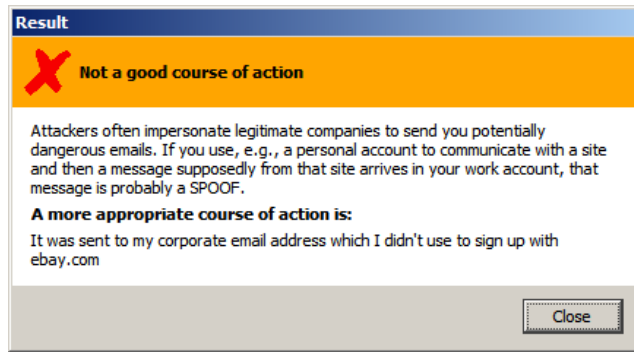 Result
Not a good course of action
Attackers often impersonate legitimate companies to send you potentially
dangerous emails. If you use, e.g., a personal account to communicate with a site
and then a message supposedly from that site arrives in your work account, that
message is probably a SPOOF.
A more appropriate course of action is:
It was sent to my corporate email address which I didn't use to sign up with
ebay.com
Close